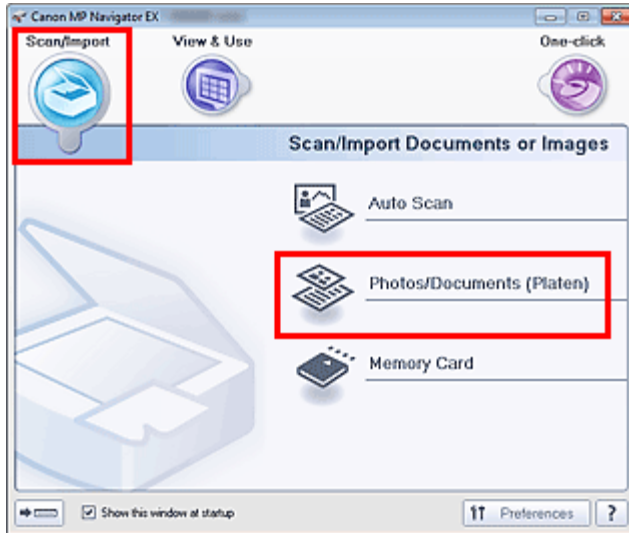 Canon MP Navigator EX
Scan/Import
View & Use
One-click
Scan/Import Documents or Images
Auto Scan
Photos/Documents (Platen)
Memory Card
Show this window at startup
Preferences
?